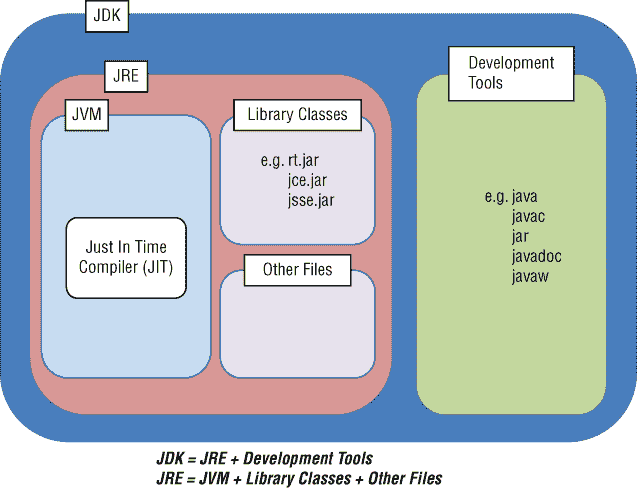 JDK
JRE
JVM
Just In Time
Compiler (JIT)
Library Classes
e.g. rt.jar
jce.jar
jsse.jar
Other Files
Development
Tools
e.g. java
javac
jar
javadoc
javaw
JDK = JRE + Development Tools
JRE = JVM + Library Classes + Other Files